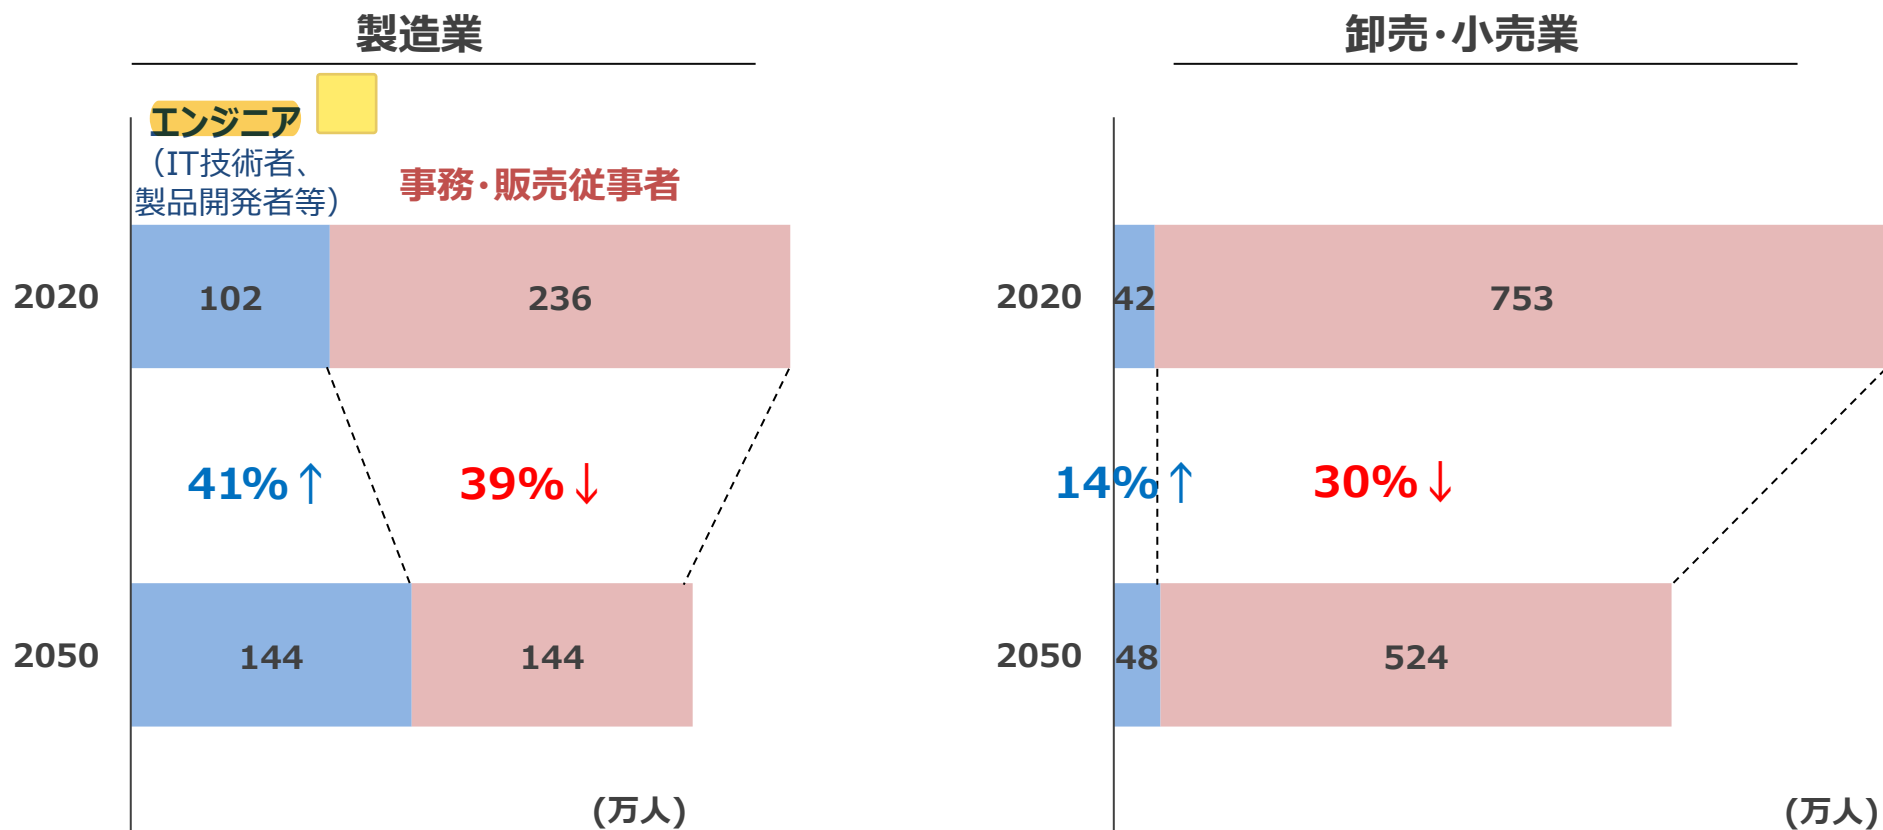 製造業
エンジニア
（IT技術者、
製品開発者等）
事務・販売従事者
2020
102
236
41%↑
39%↓
2050
144
144
(万人)
卸売・小売業
2020
42
753
14%↑
30%↓
2050
48
524
(万人)